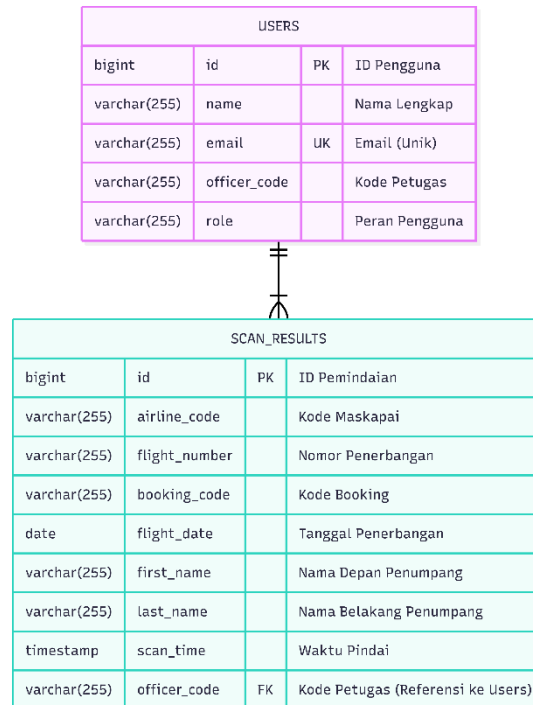 USERS
bigint id PK ID Pengguna
varchar(255) name Nama Lengkap
varchar(255) email UK Email (Unik)
varchar(255) officer_code Kode Petugas
varchar(255) role Peran Pengguna
SCAN_RESULTS
bigint id PK ID Pemindaian
varchar(255) airline_code Kode Maskapai
varchar(255) flight_number Nomor Penerbangan
varchar(255) booking_code Kode Booking
date flight_date Tanggal Penerbangan
varchar(255) first_name Nama Depan Penumpang
varchar(255) last_name Nama Belakang Penumpang
timestamp scan_time Waktu Pindai
varchar(255) officer_code FK Kode Petugas (Referensi ke Users)